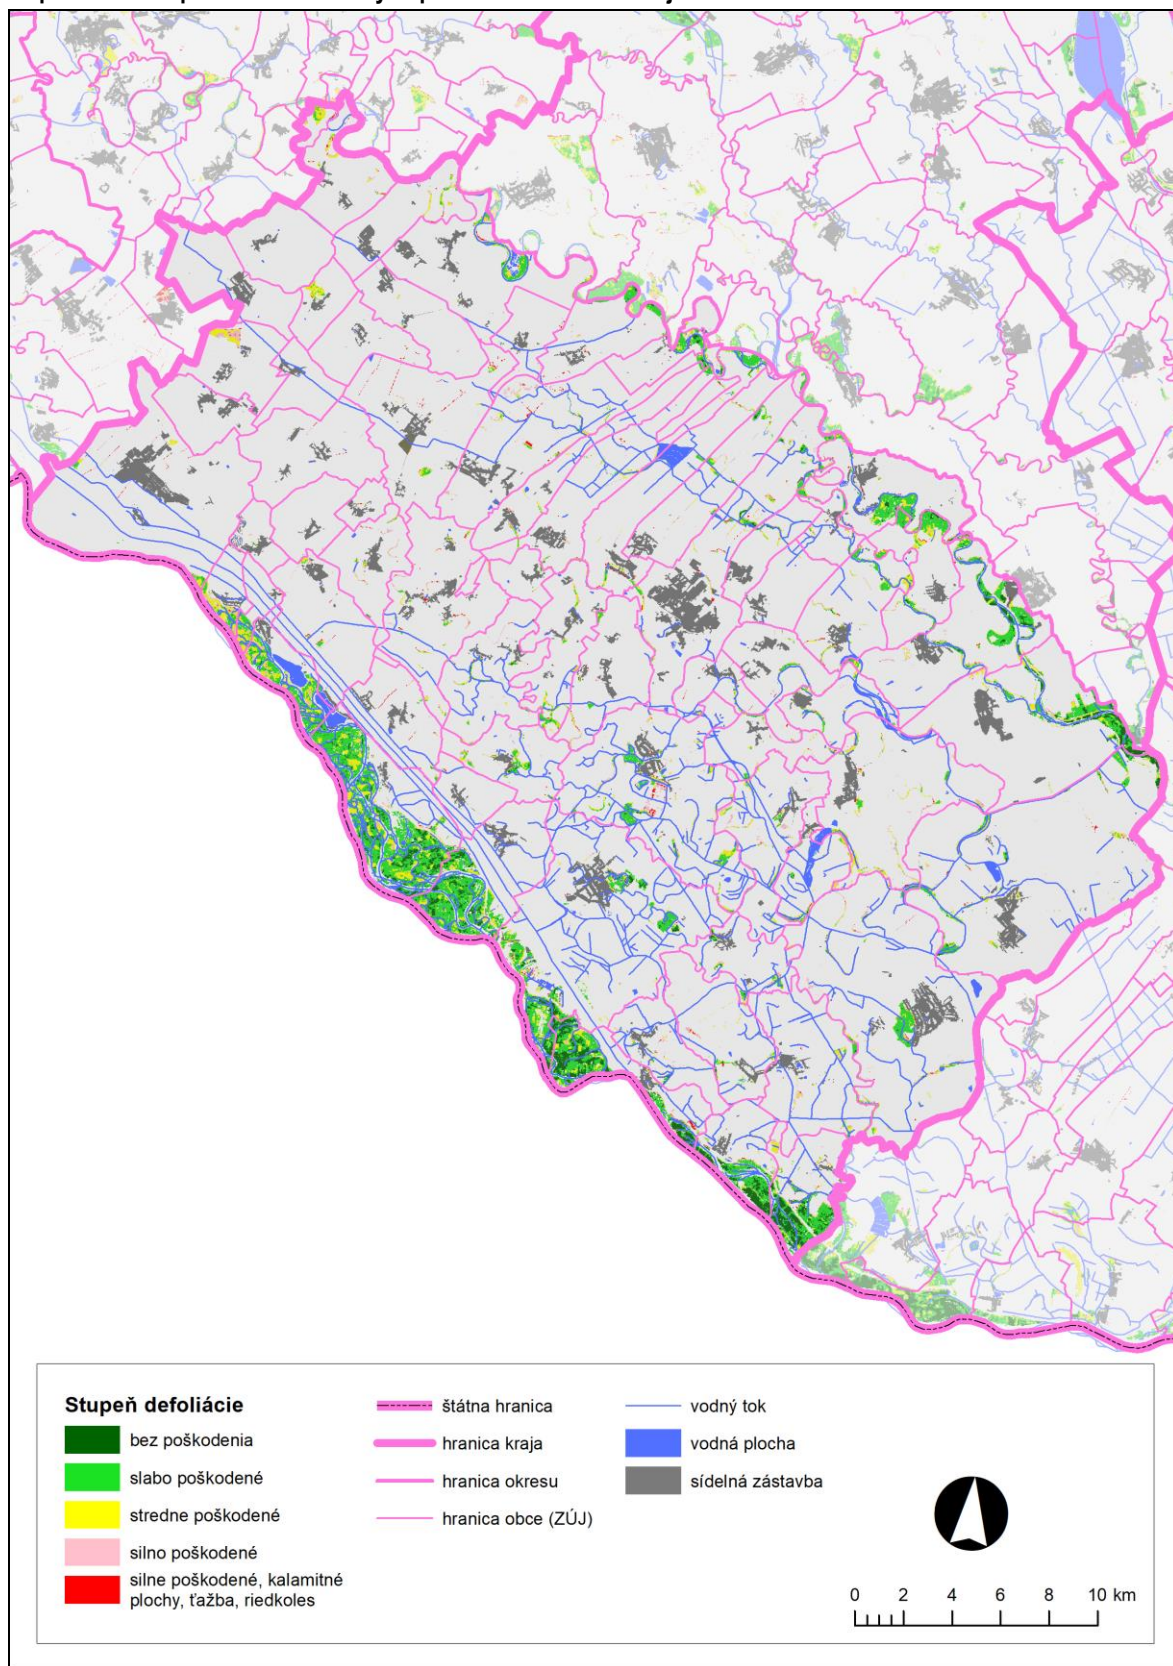 Stupeň defoliácie
bez poškodenia
slabo poškodené
stredne poškodené
silno poškodené
silne poškodené, kalamitné
plochy, ťažba, riedkoles
štátna hranica
hranica kraja
hranica okresu
hranica obce (ZÚJ)
vodný tok
vodná plocha
sídelná zástavba
0 2 4 6 8 10 km